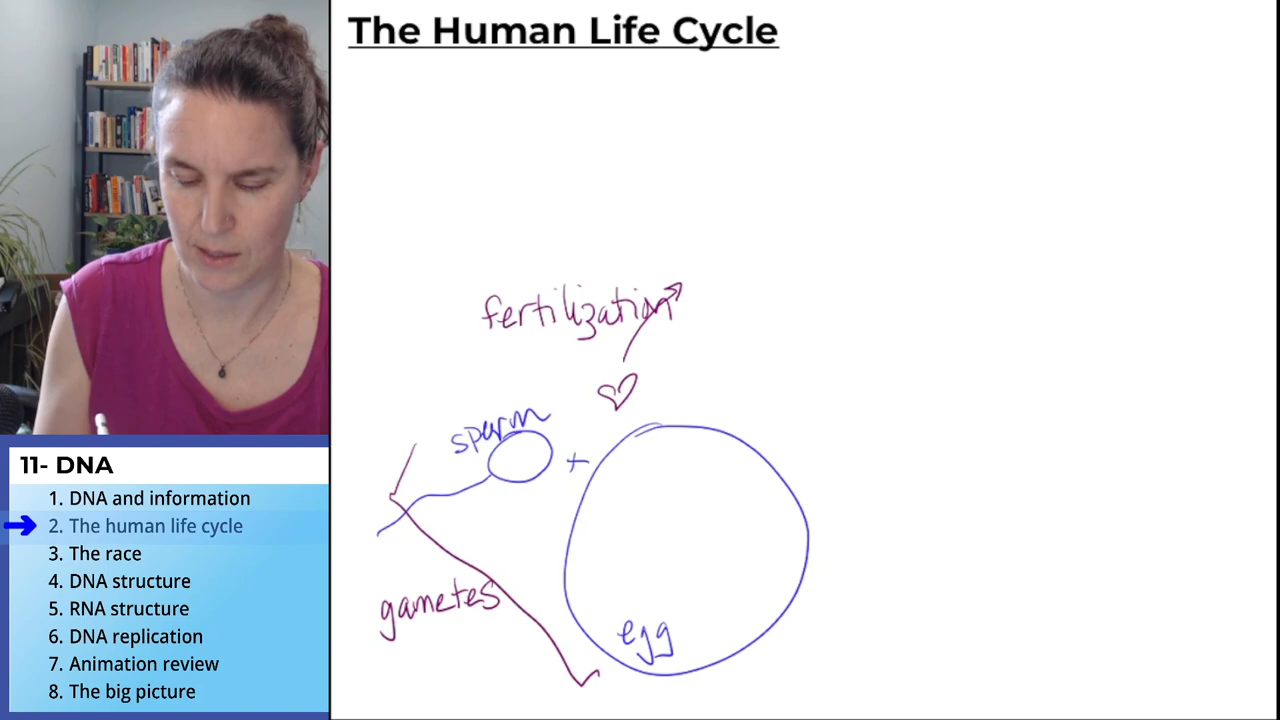 The Human Life Cycle
fertilization
sperm
+
gametes
egg
11- DNA
1. DNA and information
2. The human life cycle
3. The race
4. DNA structure
5. RNA structure
6. DNA replication
7. Animation review
8. The big picture